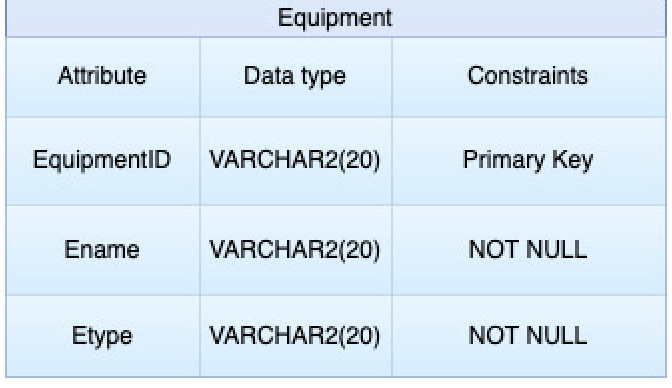 Equipment
Attribute Data type Constraints
EquipmentID VARCHAR2(20) Primary Key
Ename VARCHAR2(20) NOT NULL
Etype VARCHAR2(20) NOT NULL